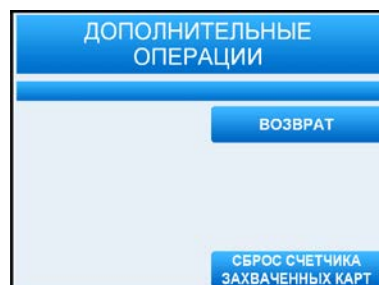 ДОПОЛНИТЕЛЬНЫЕ
ОПЕРАЦИИ
ВОЗВРАТ
СБРОС СЧЕТЧИКА
ЗАХВАЧЕННЫХ КАРТ